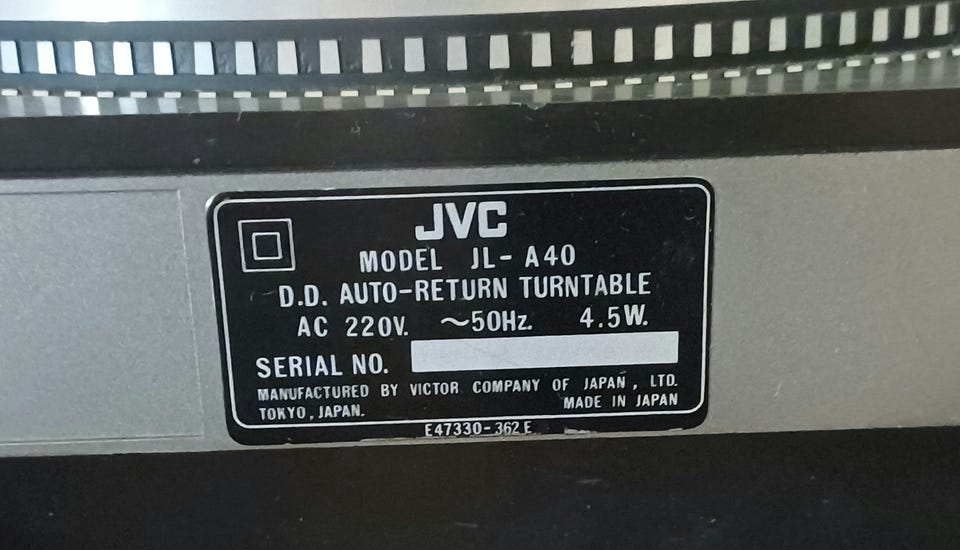 JVC
MODEL JL-A40
D.D. AUTO-RETURN TURNTABLE
AC 220V. ~50Hz. 4.5W.
SERIAL NO.
MANUFACTURED BY VICTOR COMPANY OF JAPAN, LTD.
TOKYO, JAPAN. MADE IN JAPAN
E47330-362E